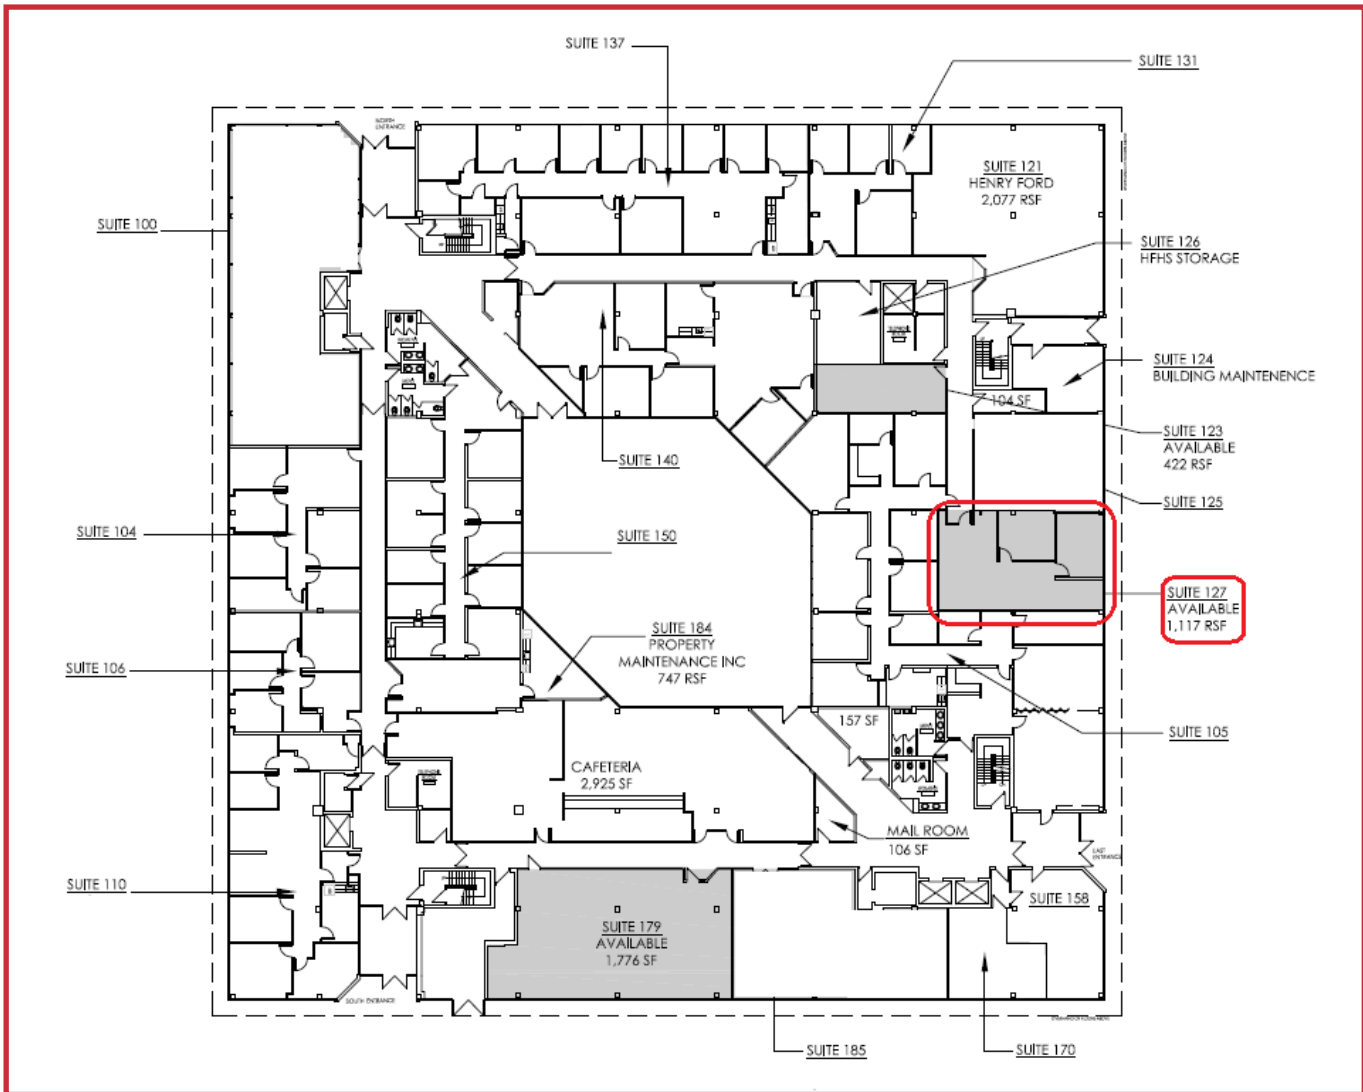 SUITE 137
SUITE 131
NORTH
ENTRANCE
SUITE 121
HENRY FORD
2,077 RSF
SUITE 100
SUITE 126
HFHS STORAGE
SUITE 124
BUILDING MAINTENENCE
104 SF
SUITE 123
AVAILABLE
422 RSF
SUITE 140
SUITE 125
SUITE 104
SUITE 150
SUITE 127
AVAILABLE
1,117 RSF
SUITE 184
PROPERTY
MAINTENANCE INC
747 RSF
SUITE 106
157 SF
SUITE 105
CAFETERIA
2,925 SF
MAIL ROOM
106 SF
EAST
ENTRANCE
SUITE 110
SUITE 158
SUITE 179
AVAILABLE
1,776 SF
SOUTH ENTRANCE
SUITE 185
SUITE 170